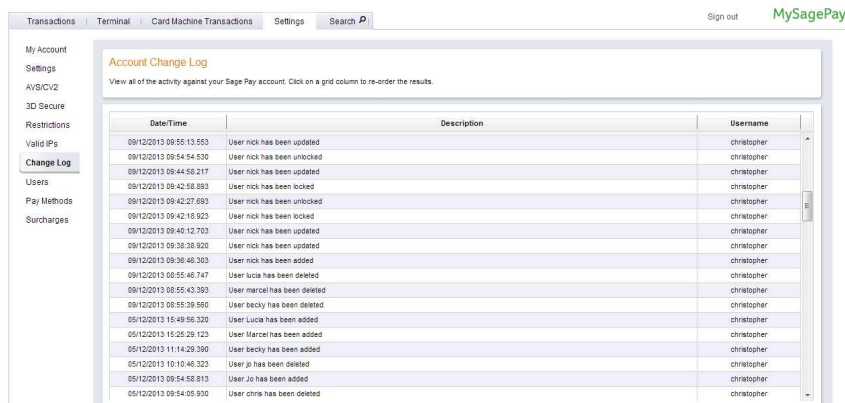 Transactions | Terminal | Card Machine Transactions Settings Search Sign out MySagePay
My Account
Settings
AVS/CV2
3D Secure
Restrictions
Valid IPs
Change Log
Users
Pay Methods
Surcharges
Account Change Log
View all of the activity against your Sage Pay account. Click on a grid column to re-order the results.
Date/Time Description Username
09/12/2013 09:55:13.553 User nick has been updated christopher
09/12/2013 09:54:54.530 User nick has been unlocked christopher
09/12/2013 09:44:58.217 User nick has been updated christopher
09/12/2013 09:42:58.893 User nick has been locked christopher
09/12/2013 09:42:27.693 User nick has been unlocked christopher
09/12/2013 09:42:18.923 User nick has been locked christopher
09/12/2013 09:40:12.703 User nick has been updated christopher
09/12/2013 09:38:38.920 User nick has been updated christopher
09/12/2013 09:36:46.303 User nick has been added christopher
09/12/2013 08:55:46.747 User lucia has been deleted christopher
09/12/2013 08:55:43.393 User marcel has been deleted christopher
09/12/2013 08:55:39.560 User becky has been deleted christopher
05/12/2013 15:49:56.320 User Lucia has been added christopher
05/12/2013 15:25:29.123 User Marcel has been added christopher
05/12/2013 11:14:29.390 User becky has been added christopher
05/12/2013 10:10:46.323 User jo has been deleted christopher
05/12/2013 09:54:58.813 User Jo has been added christopher
05/12/2013 09:54:05.930 User chris has been deleted christopher